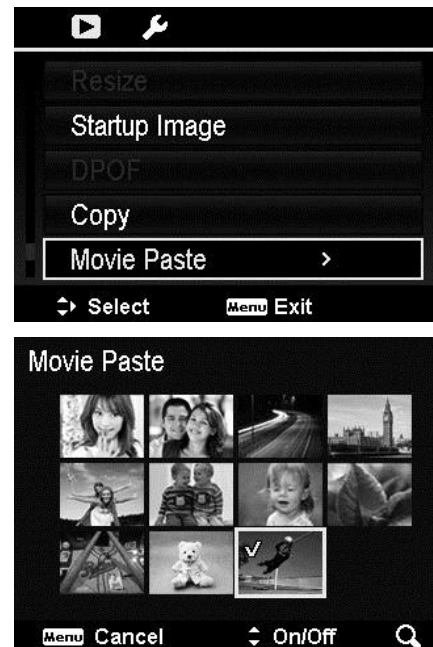 Resize
Startup Image
DPOF
Copy
Movie Paste >
Select Menu Exit
Movie Paste
Menu Cancel On/Off